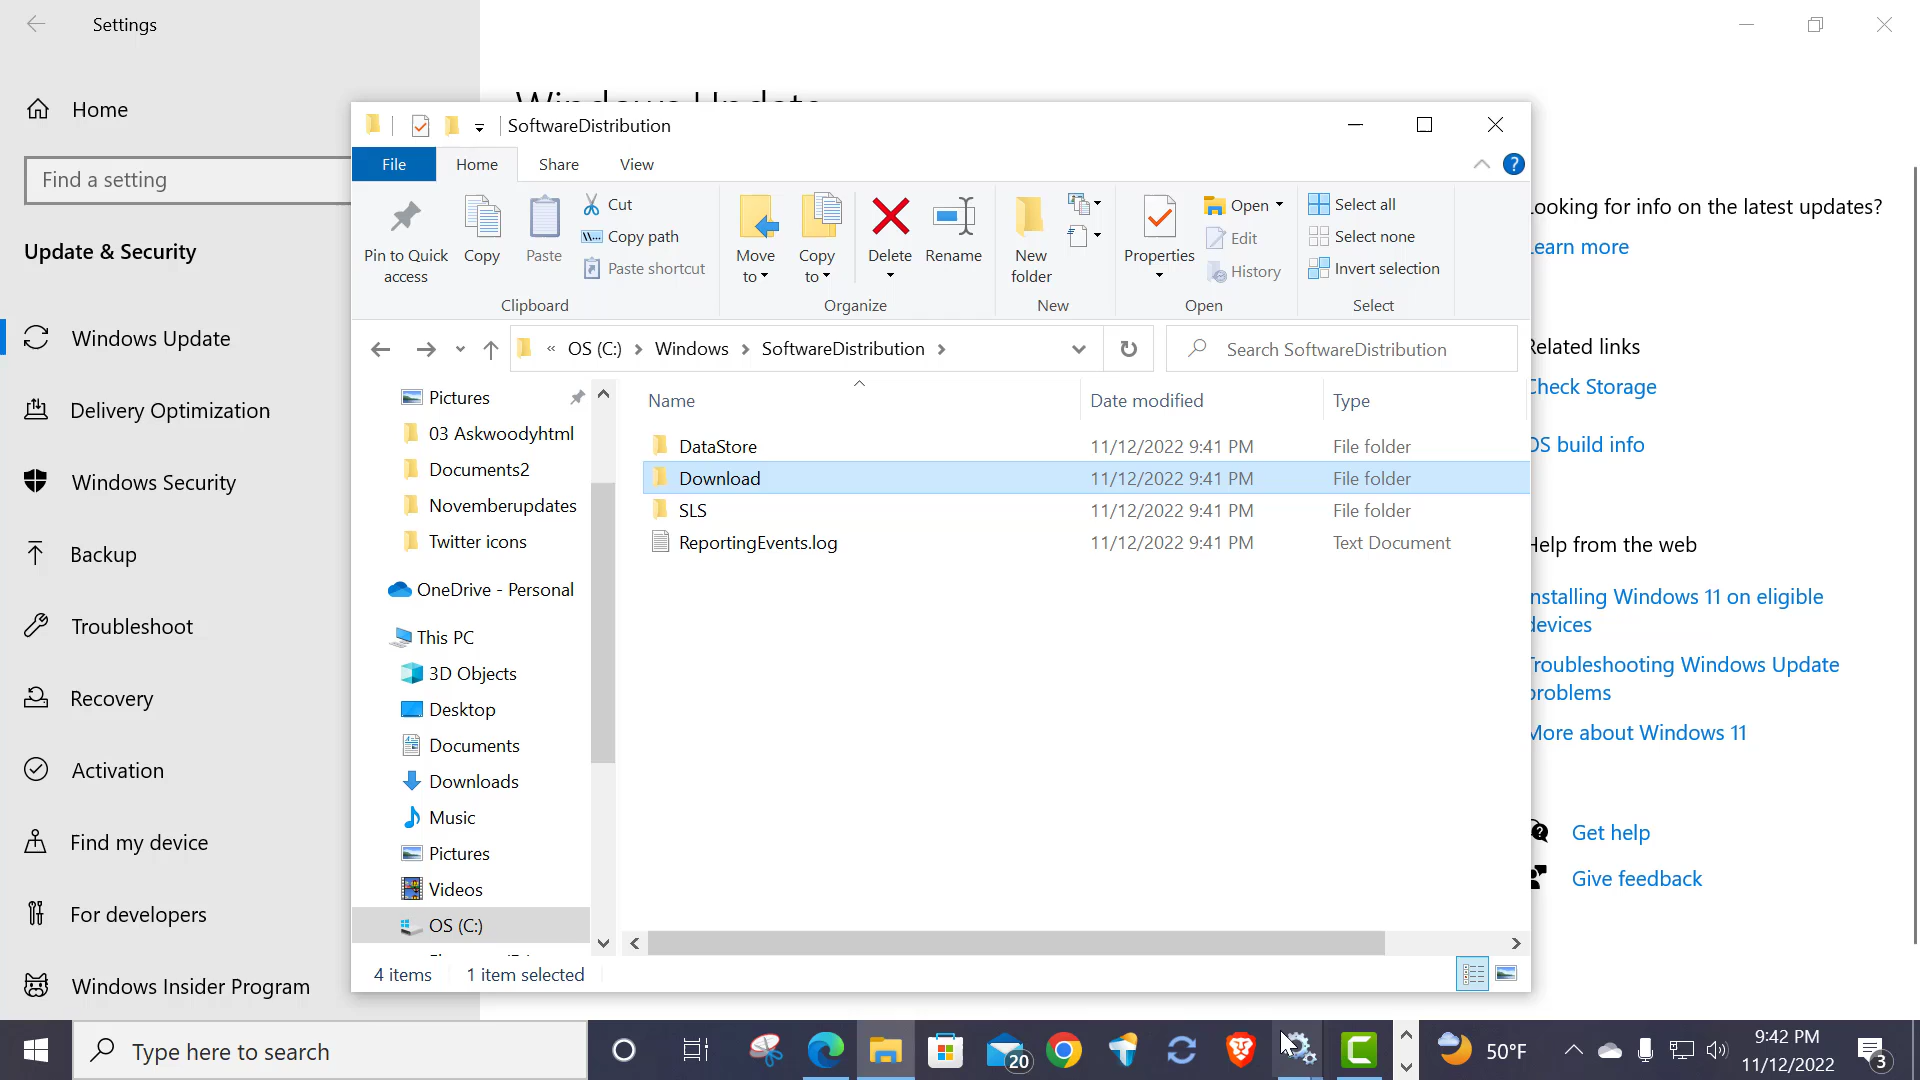 Settings
Home
Find a setting
Update & Security
Windows Update
Delivery Optimization
Windows Security
Backup
Troubleshoot
Recovery
Activation
Find my device
For developers
Windows Insider Program
Windows Update
SoftwareDistribution
File
Home
Share
View
Pin to Quick
access
Copy
Paste
Cut
Copy path
Paste shortcut
Clipboard
Move
to
Copy
to
Delete
Rename
Organize
New
folder
New
Properties
Open
Edit
History
Open
Select all
Select none
Invert selection
Select
« OS (C:) > Windows > SoftwareDistribution >
Search SoftwareDistribution
Pictures
03 Askwoodyhtml
Documents2
Novemberupdates
Twitter icons
OneDrive - Personal
This PC
3D Objects
Desktop
Documents
Downloads
Music
Pictures
Videos
OS (C:)
Name Date modified Type
DataStore 11/12/2022 9:41 PM File folder
Download 11/12/2022 9:41 PM File folder
SLS 11/12/2022 9:41 PM File folder
ReportingEvents.log 11/12/2022 9:41 PM Text Document
4 items 1 item selected
Looking for info on the latest updates?
Learn more
Related links
Check Storage
OS build info
Help from the web
Installing Windows 11 on eligible
devices
Troubleshooting Windows Update
problems
More about Windows 11
Get help
Give feedback
Type here to search
20
50°F
9:42 PM
11/12/2022
3